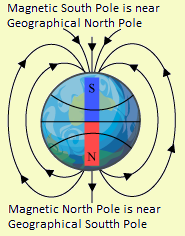 Magnetic South Pole is near
Geographical North Pole
S
N
Magnetic North Pole is near
Geographical Soutth Pole